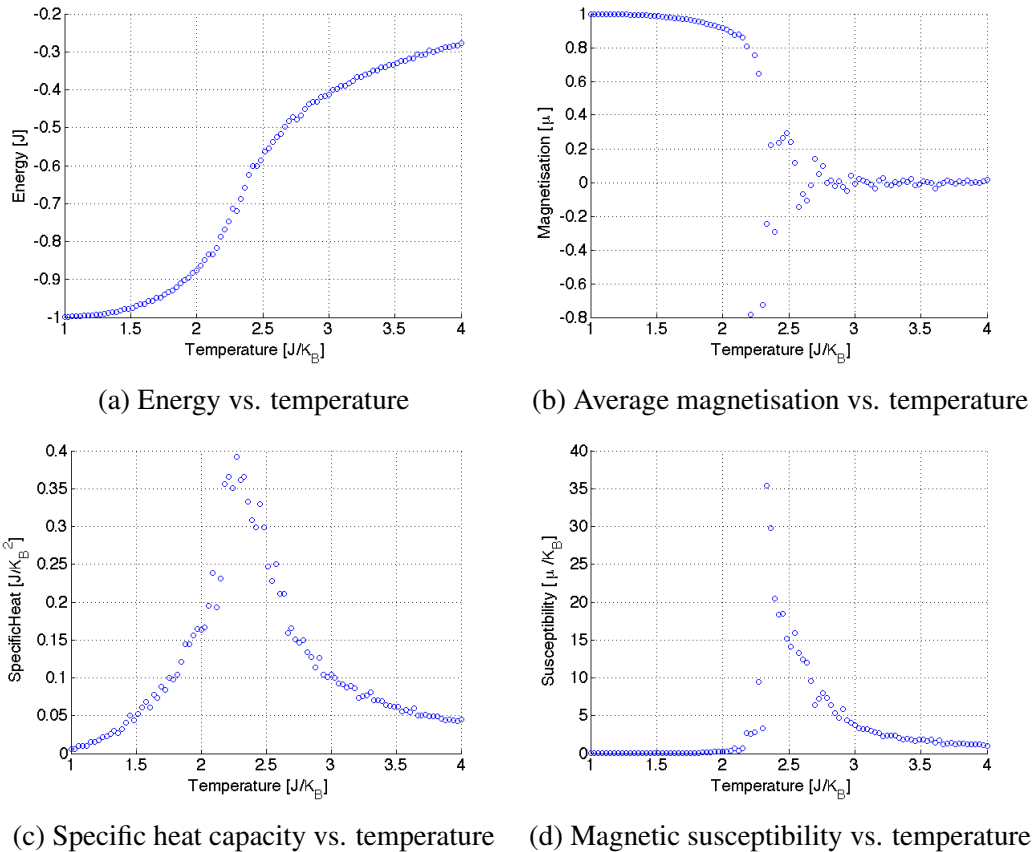 -0.2
-0.3
-0.4
-0.5
-0.6
-0.7
-0.8
-0.9
-1
Energy [J]
1 1.5 2 2.5 3 3.5 4
Temperature [J/K_B]
(a) Energy vs. temperature
1
0.8
0.6
0.4
0.2
0
-0.2
-0.4
-0.6
-0.8
Magnetisation [μ]
1 1.5 2 2.5 3 3.5 4
Temperature [J/K_B]
(b) Average magnetisation vs. temperature
0.4
0.35
0.3
0.25
0.2
0.15
0.1
0.05
0
SpecificHeat [J/K_B^2]
1 1.5 2 2.5 3 3.5 4
Temperature [J/K_B]
(c) Specific heat capacity vs. temperature
40
35
30
25
20
15
10
5
0
Susceptibility [μ/K_B]
1 1.5 2 2.5 3 3.5 4
Temperature [J/K_B]
(d) Magnetic susceptibility vs. temperature